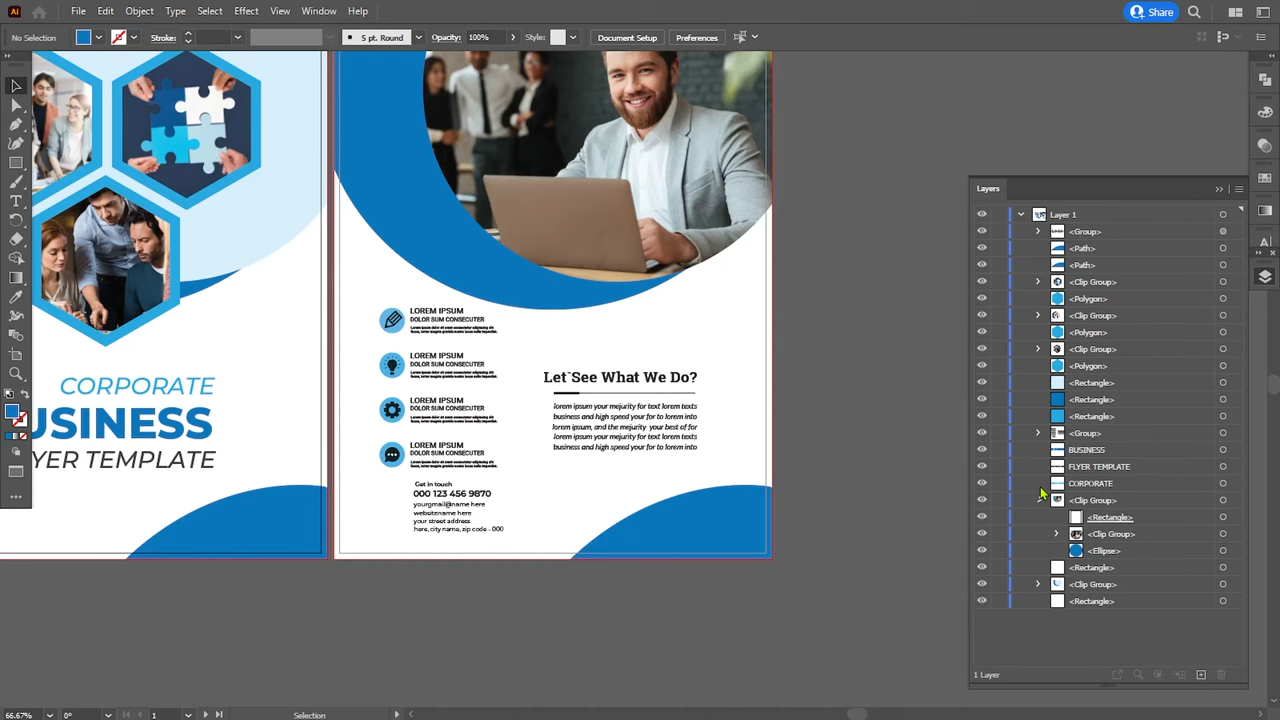 Ai
File Edit Object Type Select Effect View Window Help
Share
No Selection
Stroke:
5 pt. Round
Opacity: 100%
Style:
Document Setup
Preferences
CORPORATE
USINESS
YER TEMPLATE
LOREM IPSUM
DOLOR SUM CONSECUTER
LOREM IPSUM
DOLOR SUM CONSECUTER
LOREM IPSUM
DOLOR SUM CONSECUTER
LOREM IPSUM
DOLOR SUM CONSECUTER
Get in touch
000 123 456 9870
yourgmail@name here
websitename here
your street address
here, city name, zip code - 000
Let`See What We Do?
lorem ipsum your mejurity for text lorem texts
business and high speed your for to lorem into
lorem ipsum, and the mejurity your best of for
lorem ipsum your mejurity for text lorem texts
business and high speed your for to lorem into
Layers
Layer 1
<Group>
<Path>
<Path>
<Clip Group>
<Polygon>
<Clip Group>
<Polygon>
<Clip Group>
<Polygon>
<Rectangle>
<Rectangle>
<Rectangle>
<Group>
BUSINESS
FLYER TEMPLATE
CORPORATE
<Clip Group>
<Rectangle>
<Clip Group>
<Ellipse>
<Rectangle>
<Clip Group>
<Rectangle>
1 Layer
66.67%
0°
1
Selection